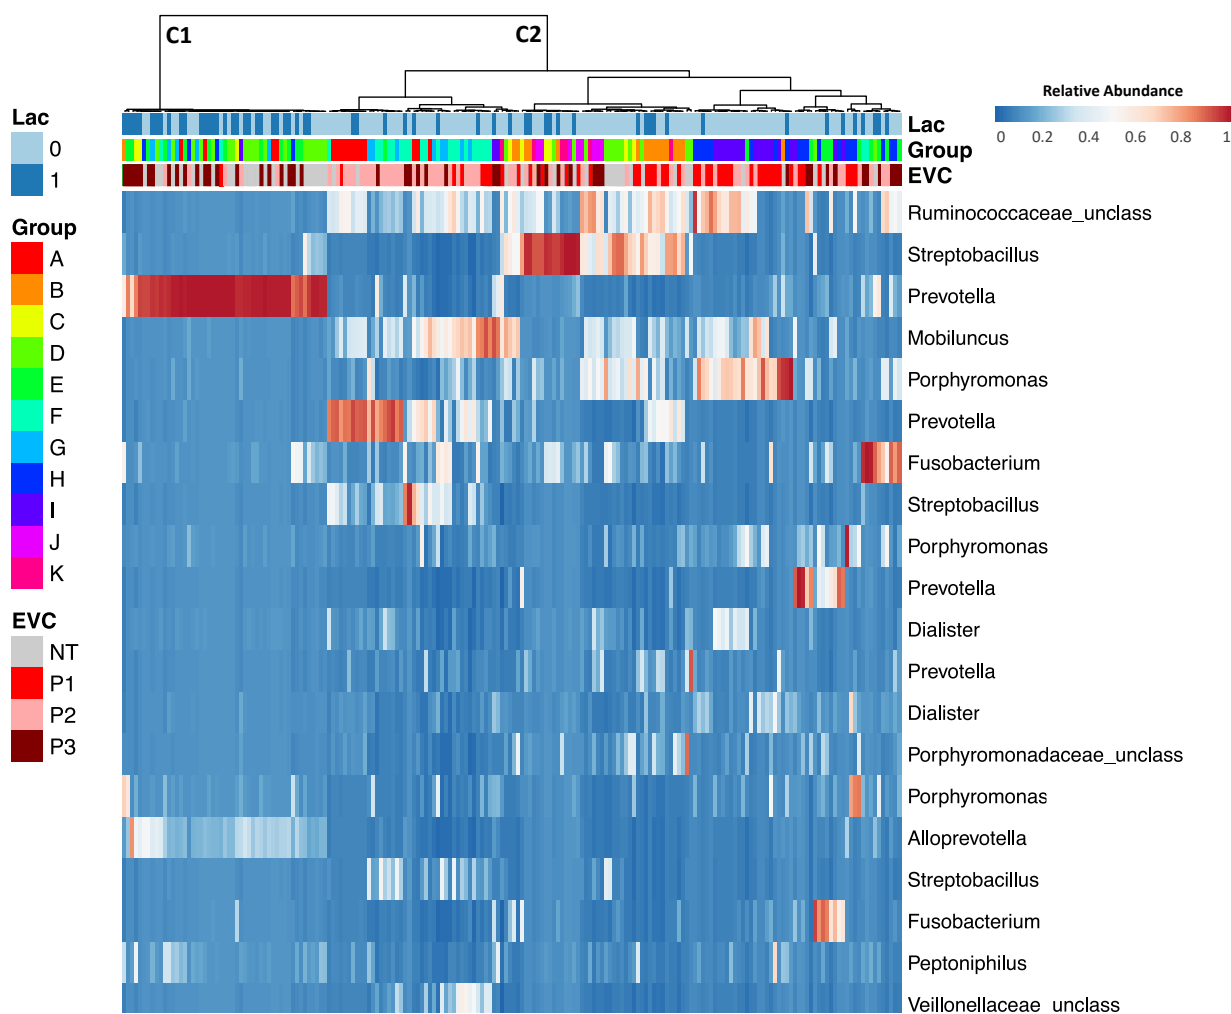 C1
C2
Lac
0
1
Group
A
B
C
D
E
F
G
H
I
J
K
EVC
NT
P1
P2
P3
Lac
Group
EVC
Relative Abundance
0 0.2 0.4 0.6 0.8 1
Ruminococcaceae_unclass
Streptobacillus
Prevotella
Mobiluncus
Porphyromonas
Prevotella
Fusobacterium
Streptobacillus
Porphyromonas
Prevotella
Dialister
Prevotella
Dialister
Porphyromonadaceae_unclass
Porphyromonas
Alloprevotella
Streptobacillus
Fusobacterium
Peptoniphilus
Veillonellaceae_unclass